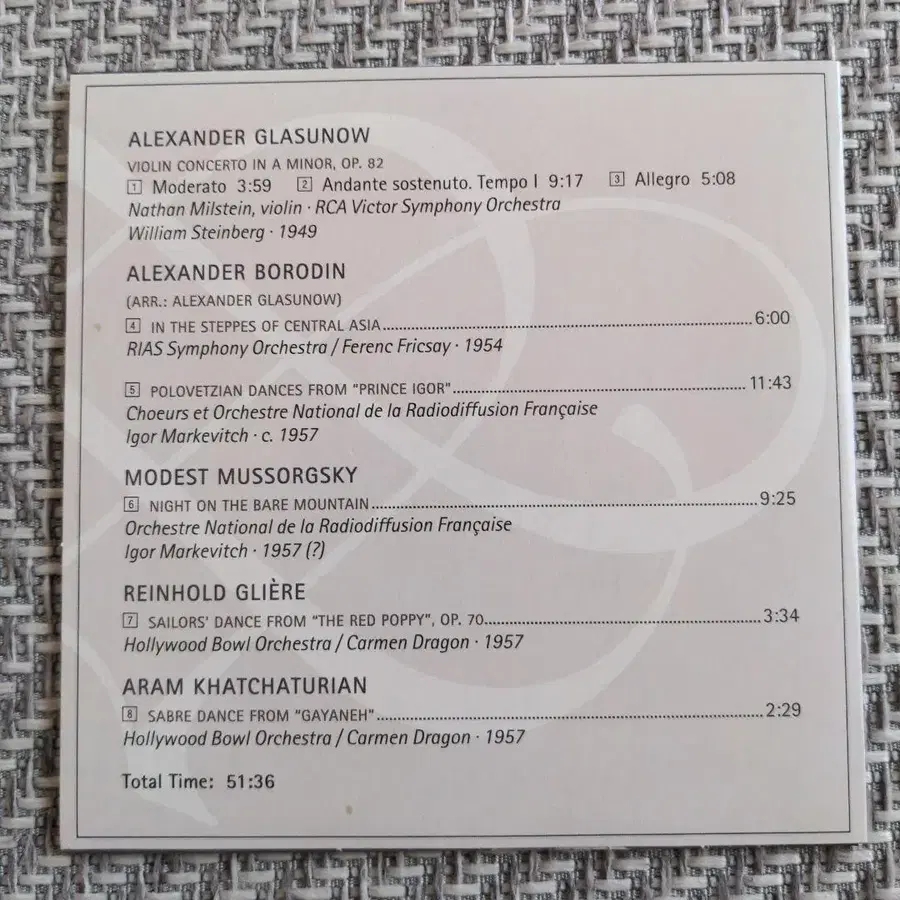 ALEXANDER GLASUNOW
VIOLIN CONCERTO IN A MINOR, OP. 82
1 Moderato 3:59 2 Andante sostenuto. Tempo I 9:17 3 Allegro 5:08
Nathan Milstein, violin · RCA Victor Symphony Orchestra
William Steinberg · 1949
ALEXANDER BORODIN
(ARR.: ALEXANDER GLASUNOW)
4 IN THE STEPPES OF CENTRAL ASIA 6:00
RIAS Symphony Orchestra / Ferenc Fricsay · 1954
5 POLOVETZIAN DANCES FROM "PRINCE IGOR" 11:43
Choeurs et Orchestre National de la Radiodiffusion Française
Igor Markevitch · c. 1957
MODEST MUSSORGSKY
6 NIGHT ON THE BARE MOUNTAIN 9:25
Orchestre National de la Radiodiffusion Française
Igor Markevitch · 1957 (?)
REINHOLD GLIÈRE
7 SAILORS' DANCE FROM "THE RED POPPY", OP. 70 3:34
Hollywood Bowl Orchestra / Carmen Dragon · 1957
ARAM KHATCHATURIAN
8 SABRE DANCE FROM "GAYANEH" 2:29
Hollywood Bowl Orchestra / Carmen Dragon · 1957
Total Time: 51:36